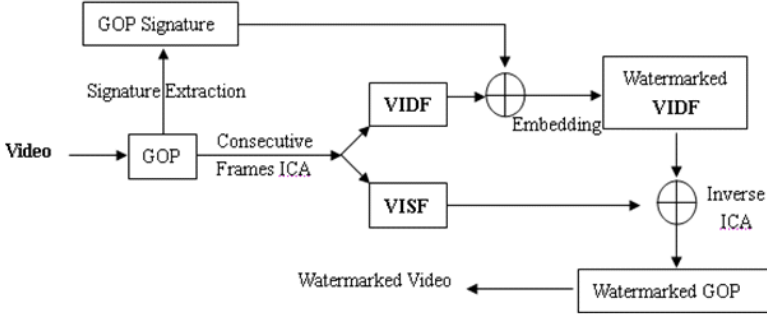 GOP Signature
Signature Extraction
Video
GOP
Consecutive
Frames ICA
VIDF
VISF
Embedding
Watermarked
VIDF
Inverse
ICA
Watermarked GOP
Watermarked Video